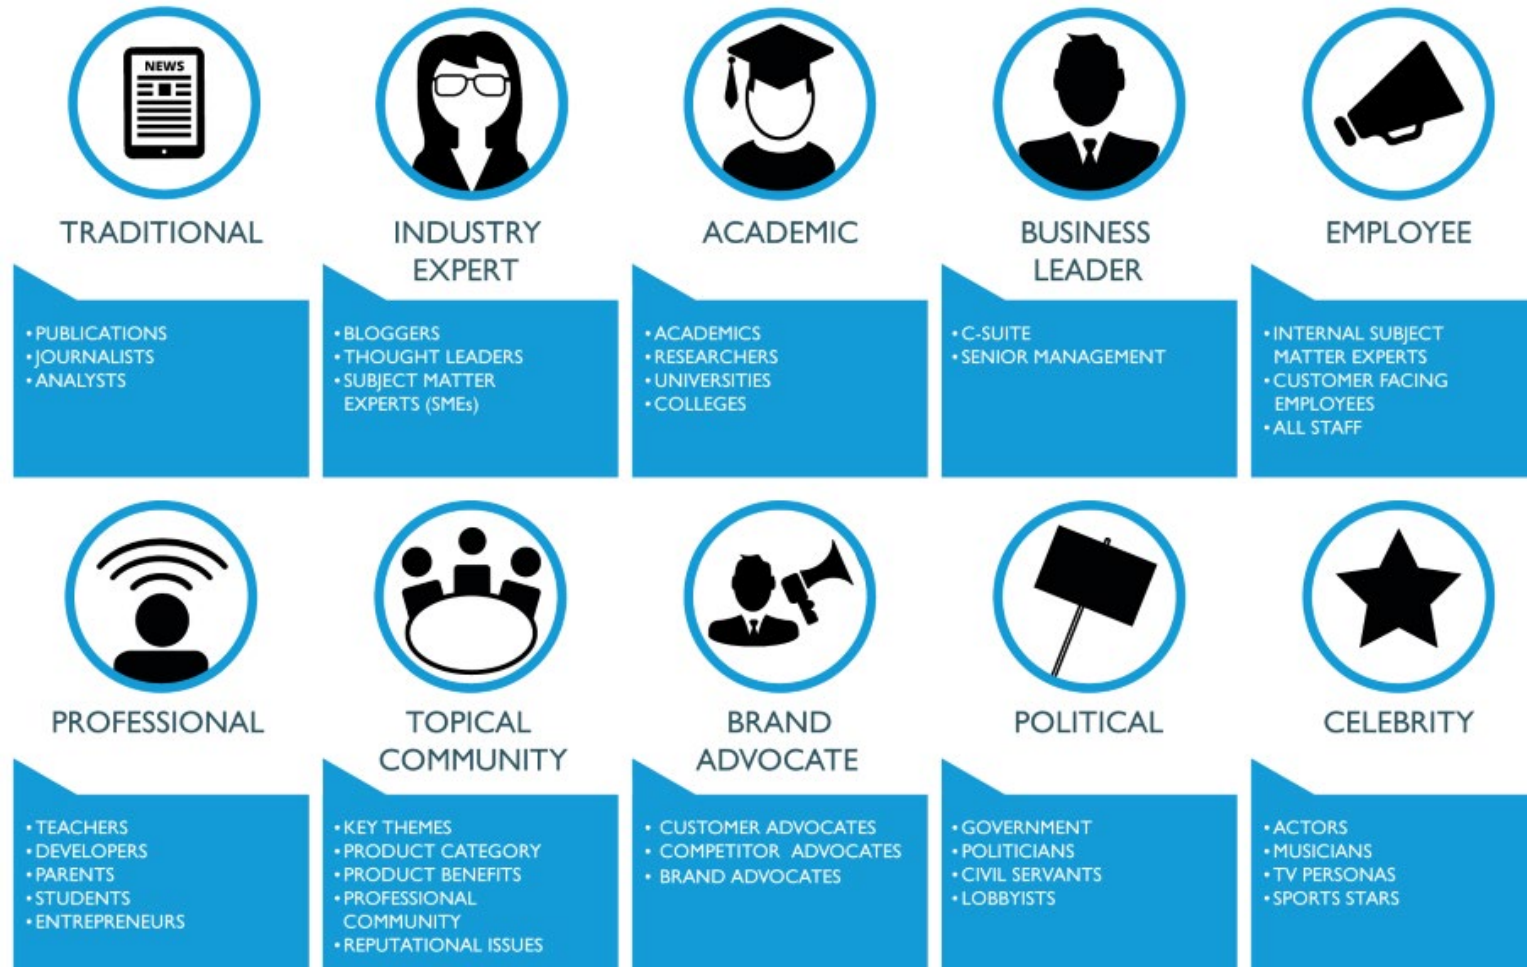 NEWS
TRADITIONAL
• PUBLICATIONS
• JOURNALISTS
• ANALYSTS
INDUSTRY
EXPERT
• BLOGGERS
• THOUGHT LEADERS
• SUBJECT MATTER
EXPERTS (SMEs)
ACADEMIC
• ACADEMICS
• RESEARCHERS
• UNIVERSITIES
• COLLEGES
BUSINESS
LEADER
• C-SUITE
• SENIOR MANAGEMENT
EMPLOYEE
• INTERNAL SUBJECT
MATTER EXPERTS
• CUSTOMER FACING
EMPLOYEES
• ALL STAFF
PROFESSIONAL
• TEACHERS
• DEVELOPERS
• PARENTS
• STUDENTS
• ENTREPRENEURS
TOPICAL
COMMUNITY
• KEY THEMES
• PRODUCT CATEGORY
• PRODUCT BENEFITS
• PROFESSIONAL
COMMUNITY
• REPUTATIONAL ISSUES
BRAND
ADVOCATE
• CUSTOMER ADVOCATES
• COMPETITOR ADVOCATES
• BRAND ADVOCATES
POLITICAL
• GOVERNMENT
• POLITICIANS
• CIVIL SERVANTS
• LOBBYISTS
CELEBRITY
• ACTORS
• MUSICIANS
• TV PERSONAS
• SPORTS STARS